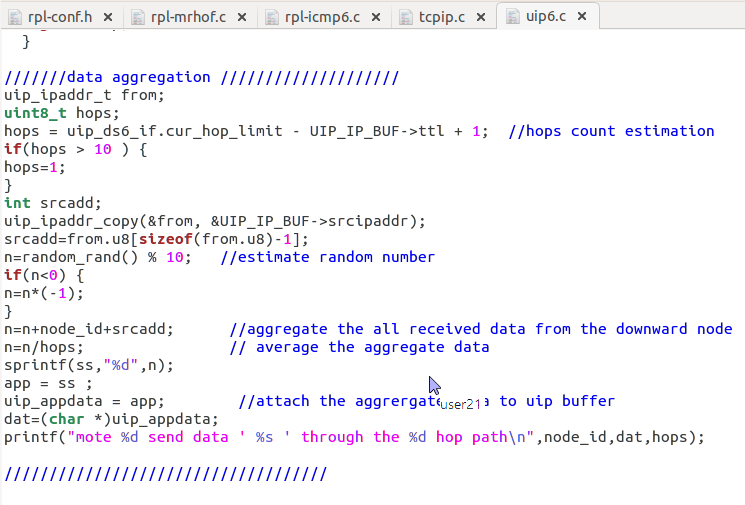 rpl-conf.h × rpl-mrhof.c × rpl-icmp6.c × tcpip.c × uip6.c ×
}
///////data aggregation ////////////////////
uip_ipaddr_t from;
uint8_t hops;
hops = uip_ds6_if.cur_hop_limit - UIP_IP_BUF->ttl + 1;  //hops count estimation
if(hops > 10 ) {
hops=1;
}
int srcadd;
uip_ipaddr_copy(&from, &UIP_IP_BUF->srcipaddr);
srcadd=from.u8[sizeof(from.u8)-1];
n=random_rand() % 10;   //estimate random number
if(n<0) {
n=n*(-1);
}
n=n+node_id+srcadd;      //aggregate the all received data from the downward node
n=n/hops;                // average the aggregate data
sprintf(ss,"%d",n);
app = ss ;
uip_appdata = app;        //attach the to uip buffer
user21
dat=(char *)uip_appdata;
printf("mote %d send data ' %s ' through the %d hop path\n",node_id,dat,hops);
////////////////////////////////////